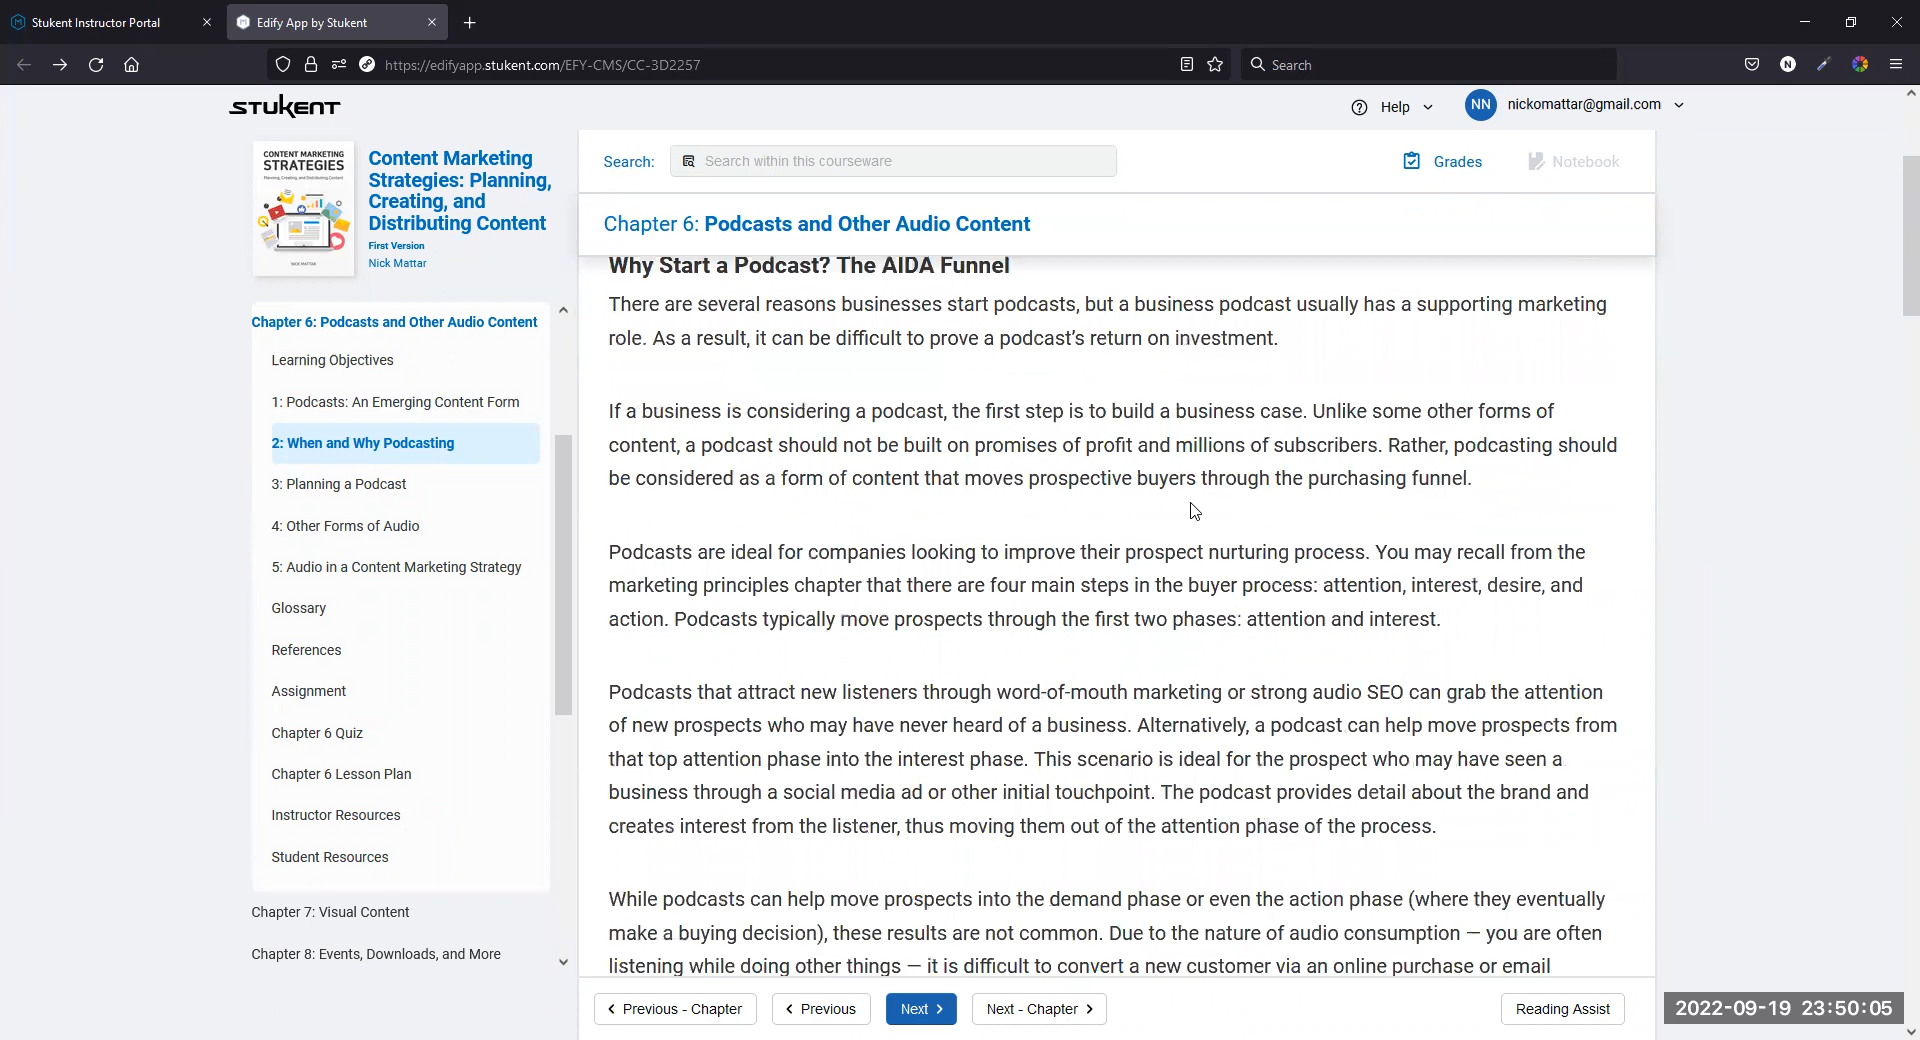 Stukent Instructor Portal
Edify App by Stukent
https://edifyapp.stukent.com/EFY-CMS/CC-3D2257
Search
STUKENT
Help
NN
nickomattar@gmail.com
CONTENT MARKETING
STRATEGIES
Planning, Creating, and Distributing Content
NICK MATTAR
Content Marketing
Strategies: Planning,
Creating, and
Distributing Content
First Version
Nick Mattar
Search:
Search within this courseware
Grades
Notebook
Chapter 6: Podcasts and Other Audio Content
Learning Objectives
1: Podcasts: An Emerging Content Form
2: When and Why Podcasting
3: Planning a Podcast
4: Other Forms of Audio
5: Audio in a Content Marketing Strategy
Glossary
References
Assignment
Chapter 6 Quiz
Chapter 6 Lesson Plan
Instructor Resources
Student Resources
Chapter 7: Visual Content
Chapter 8: Events, Downloads, and More
Chapter 6: Podcasts and Other Audio Content
Why Start a Podcast? The AIDA Funnel
There are several reasons businesses start podcasts, but a business podcast usually has a supporting marketing
role. As a result, it can be difficult to prove a podcast’s return on investment.
If a business is considering a podcast, the first step is to build a business case. Unlike some other forms of
content, a podcast should not be built on promises of profit and millions of subscribers. Rather, podcasting should
be considered as a form of content that moves prospective buyers through the purchasing funnel.
Podcasts are ideal for companies looking to improve their prospect nurturing process. You may recall from the
marketing principles chapter that there are four main steps in the buyer process: attention, interest, desire, and
action. Podcasts typically move prospects through the first two phases: attention and interest.
Podcasts that attract new listeners through word-of-mouth marketing or strong audio SEO can grab the attention
of new prospects who may have never heard of a business. Alternatively, a podcast can help move prospects from
that top attention phase into the interest phase. This scenario is ideal for the prospect who may have seen a
business through a social media ad or other initial touchpoint. The podcast provides detail about the brand and
creates interest from the listener, thus moving them out of the attention phase of the process.
While podcasts can help move prospects into the demand phase or even the action phase (where they eventually
make a buying decision), these results are not common. Due to the nature of audio consumption — you are often
listening while doing other things — it is difficult to convert a new customer via an online purchase or email
Previous - Chapter
Previous
Next
Next - Chapter
Reading Assist
2022-09-19 23:50:05